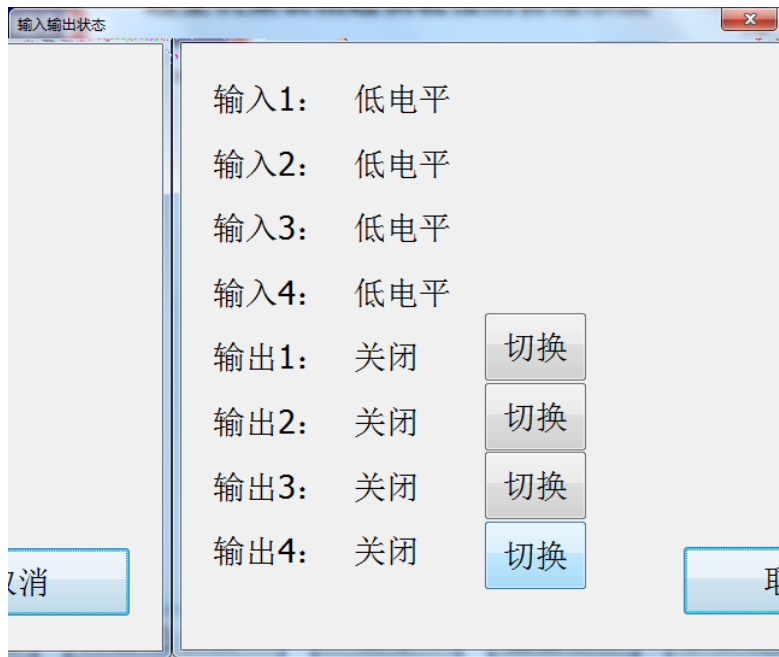 输入输出状态
输入1： 低电平
输入2： 低电平
输入3： 低电平
输入4： 低电平
输出1： 关闭 切换
输出2： 关闭 切换
输出3： 关闭 切换
输出4： 关闭 切换
消